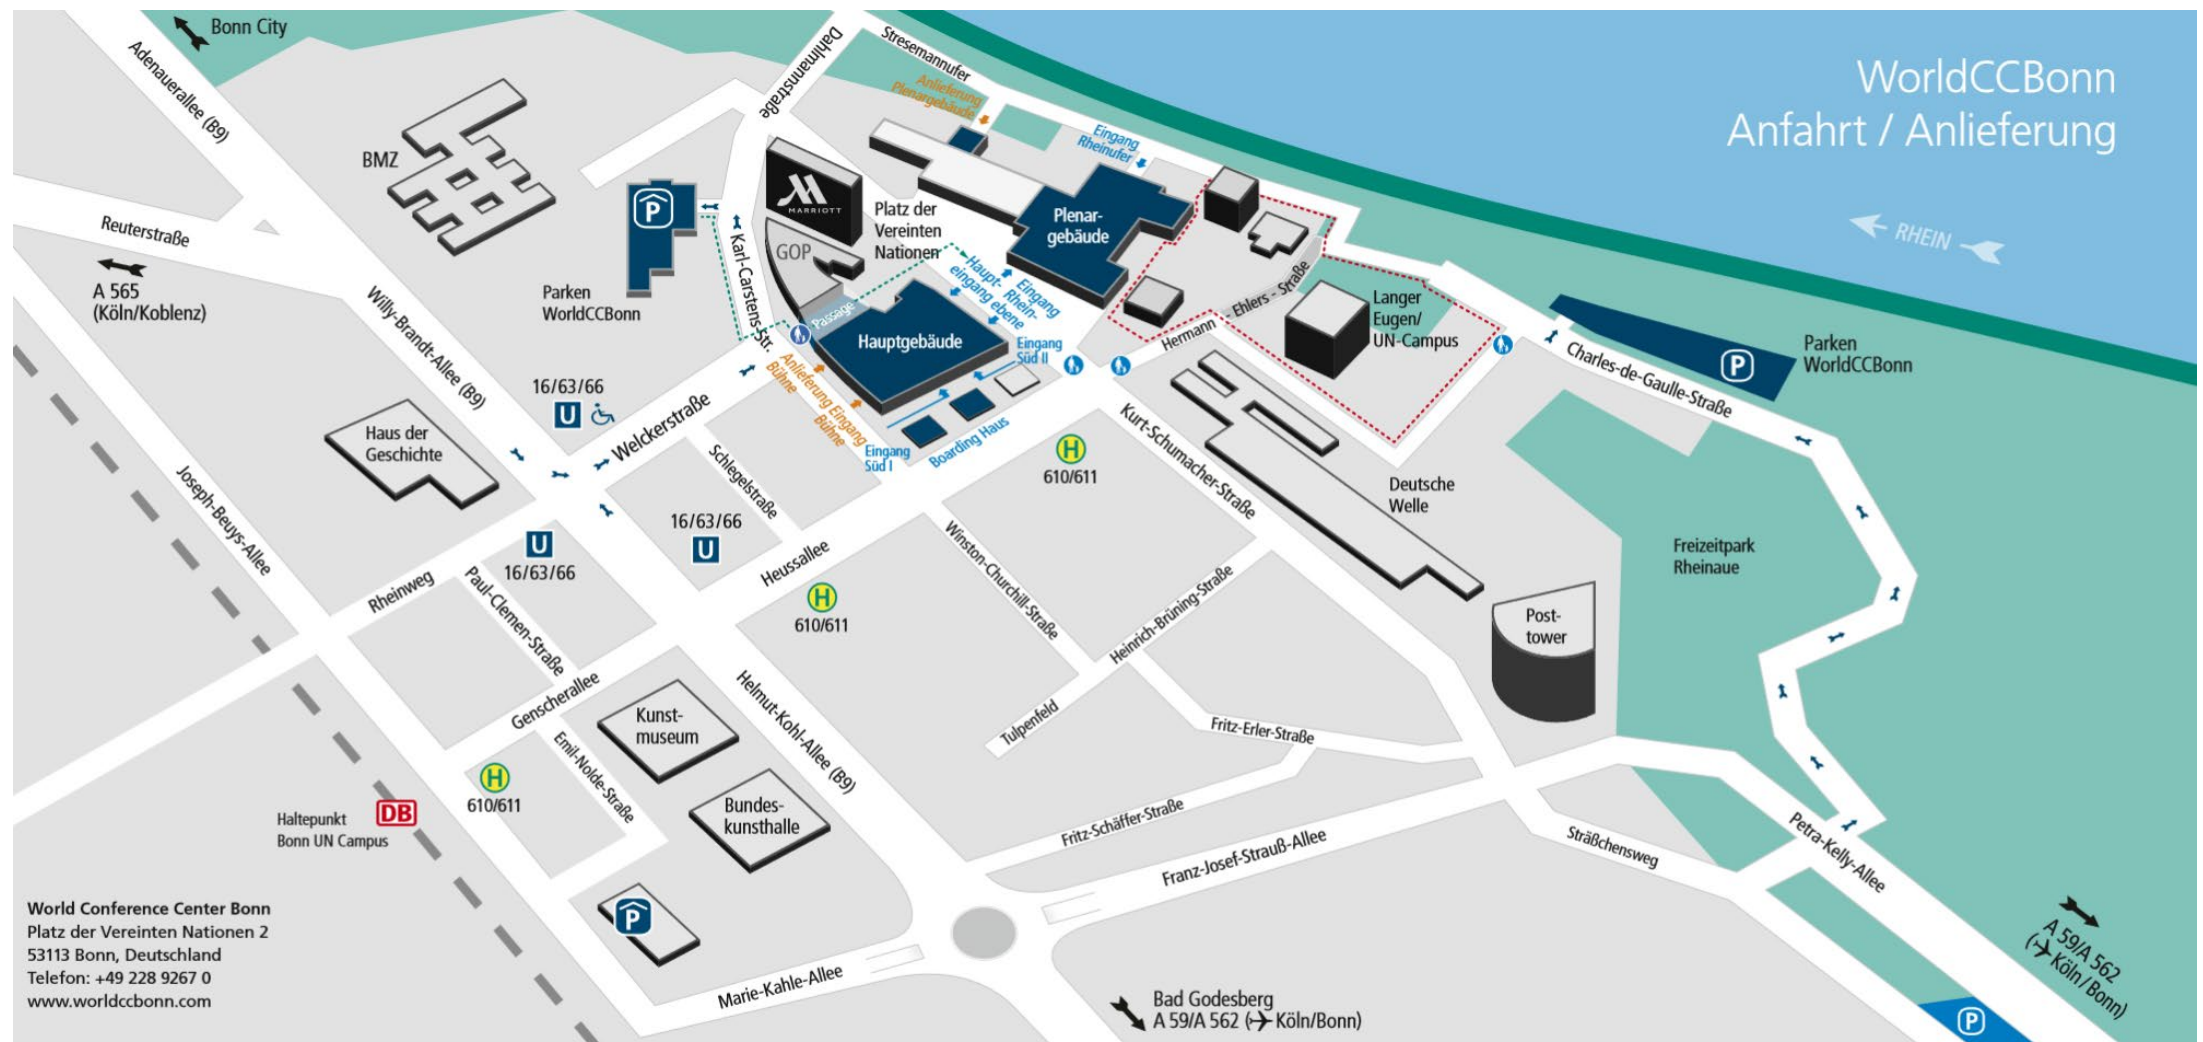 Bonn City
Adenauerallee (B9)
Dahlmannstraße
Stresemannufer
WorldCCBonn
Anfahrt / Anlieferung
Anlieferung
Plenargebäude
Eingang
Rheinufer
BMZ
MARRIOTT
P
Platz der
Vereinten
Nationen
Plenar-
gebäude
RHEIN
Reuterstraße
GOP
Karl-Carstens-Str.
Haupt-
eingang
Eingang
Rhein-
ebene
Hermann - Ehlers - Straße
A 565
(Köln/Koblenz)
Parken
WorldCCBonn
Passage
Hauptgebäude
Langer
Eugen/
UN-Campus
Willy-Brandt-Allee (B9)
Eingang
Süd II
Parken
WorldCCBonn
P
Charles-de-Gaulle-Straße
Anlieferung
Bühne
Eingang
Bühne
16/63/66
U
Welckerstraße
Haus der
Geschichte
Eingang
Süd I
Boarding Haus
Kurt-Schumacher-Straße
H
610/611
Schlegelstraße
Deutsche
Welle
Joseph-Beuys-Allee
16/63/66
U
U
16/63/66
Heussallee
Winston-Churchill-Straße
Freizeitpark
Rheinaue
Rheinweg
Paul-Clemen-Straße
H
610/611
Heinrich-Brüning-Straße
Post-
tower
Genscherallee
Kunst-
museum
Helmut-Kohl-Allee (B9)
Tulpenfeld
Fritz-Erler-Straße
Emil-Nolde-Straße
H
610/611
Haltepunkt
Bonn UN Campus
DB
Bundes-
kunsthalle
Fritz-Schäffer-Straße
Franz-Josef-Strauß-Allee
Sträßchensweg
Petra-Kelly-Allee
P
World Conference Center Bonn
Platz der Vereinten Nationen 2
53113 Bonn, Deutschland
Telefon: +49 228 9267 0
www.worldccbonn.com
Marie-Kahle-Allee
Bad Godesberg
A 59/A 562 (Köln/Bonn)
A 59/A 562
(Köln/Bonn)
P